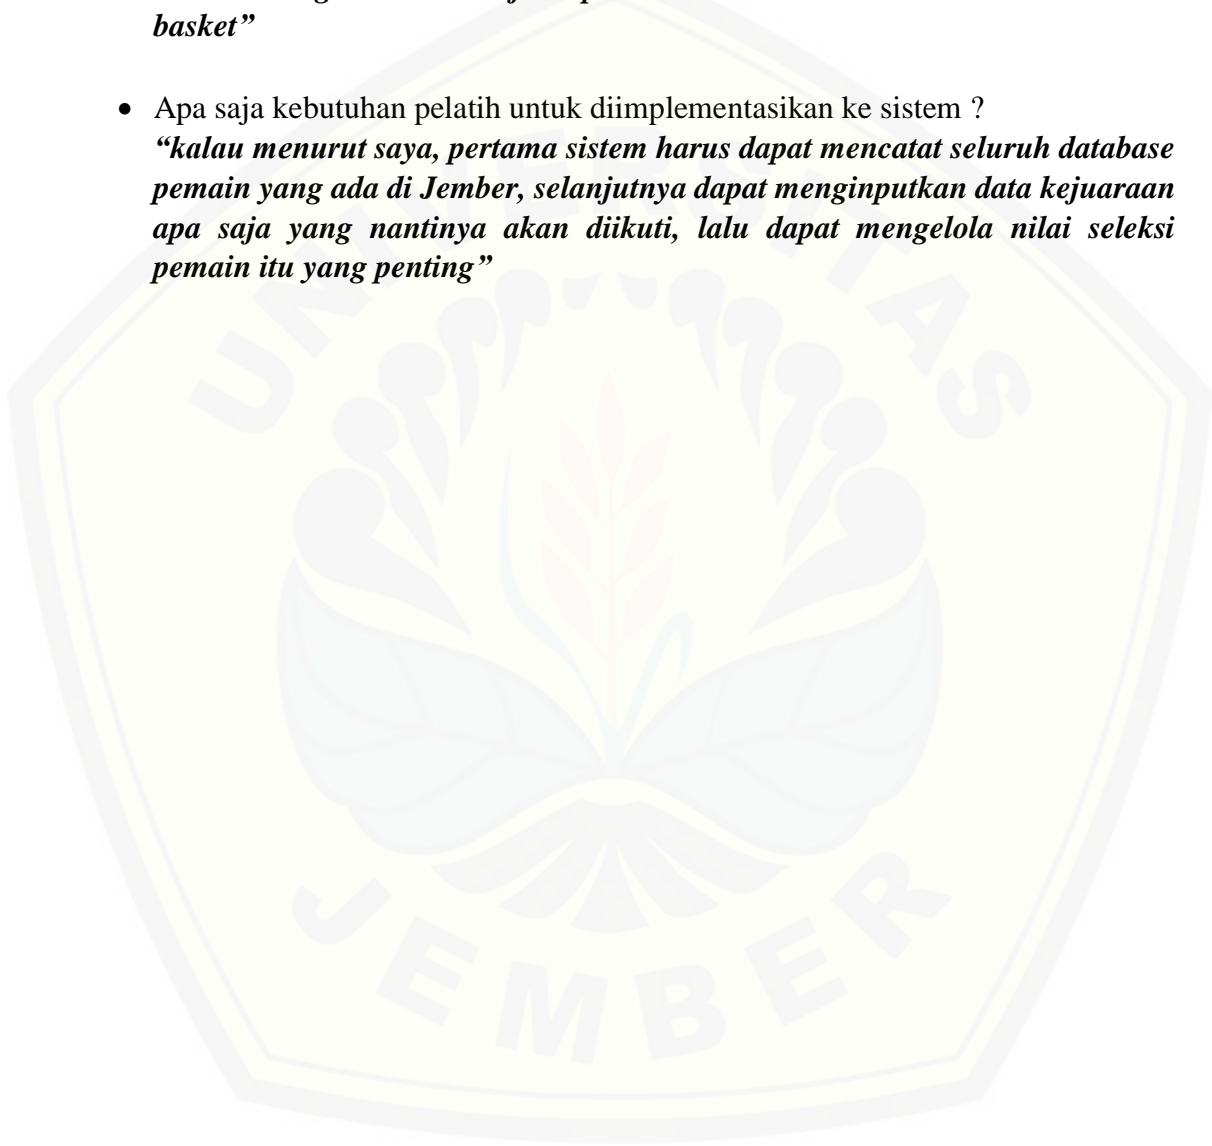 basket”
• Apa saja kebutuhan pelatih untuk diimplementasikan ke sistem ?
“kalau menurut saya, pertama sistem harus dapat mencatat seluruh database
pemain yang ada di Jember, selanjutnya dapat menginputkan data kejuaraan
apa saja yang nantinya akan diikuti, lalu dapat mengelola nilai seleksi
pemain itu yang penting”
UNIVERSITAS
JEMBER